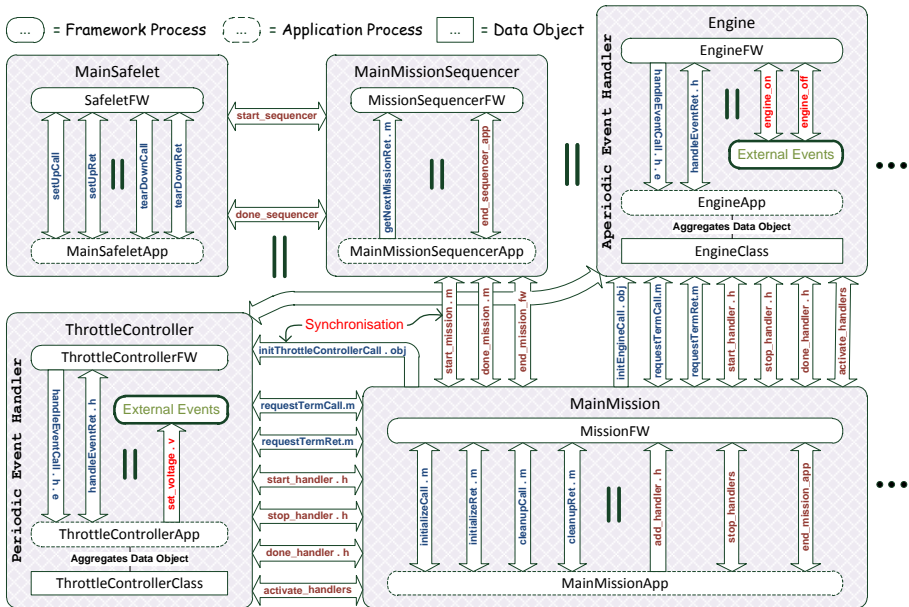 ... = Framework Process ... = Application Process ... = Data Object
MainSafelet
SafeletFW
setUpCall
setUpRet
||
tearDownCall
tearDownRet
MainSafeletApp
start_sequencer
done_sequencer
||
MainMissionSequencer
MissionSequencerFW
getNextMissionRet . m
||
end_sequencer_app
MainMissionSequencerApp
||
Aperiodic Event Handler
Engine
EngineFW
handleEventCall . h . e
handleEventRet . h
||
engine_on
engine_off
External Events
EngineApp
Aggregates Data Object
EngineClass
...
Synchronisation
start_mission . m
done_mission . m
end_mission_fw
initEngineCall . obj
requestTermCall.m
requestTermRet.m
start_handler . h
stop_handler . h
done_handler . h
activate_handlers
Periodic Event Handler
ThrottleController
ThrottleControllerFW
handleEventCall . h . e
handleEventRet . h
||
External Events
set_voltage . v
ThrottleControllerApp
Aggregates Data Object
ThrottleControllerClass
initThrottleControllerCall . obj
requestTermCall.m
requestTermRet.m
start_handler . h
stop_handler . h
done_handler . h
activate_handlers
MainMission
MissionFW
initializeCall . m
initializeRet . m
cleanupCall . m
cleanupRet . m
||
add_handler . h
stop_handlers
end_mission_app
MainMissionApp
...